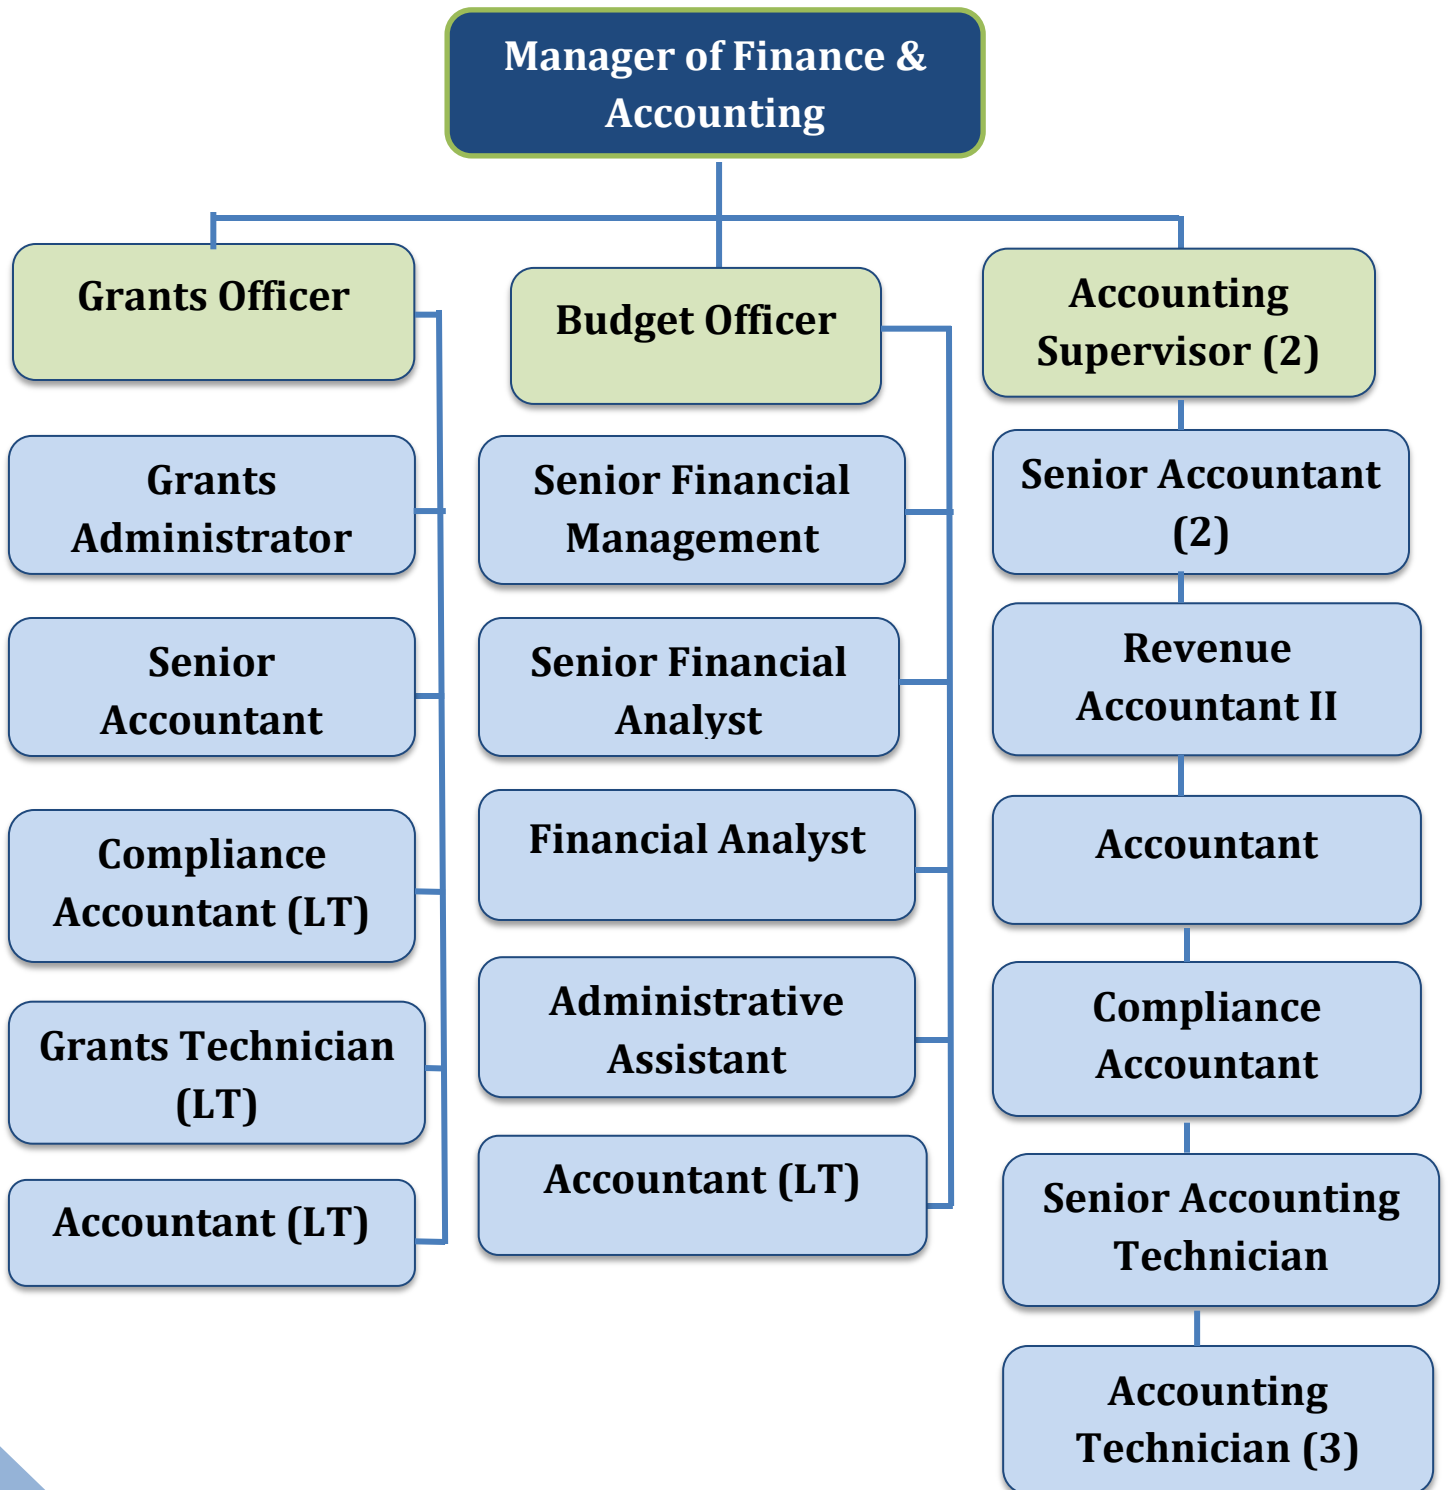 Manager of Finance &
Accounting
Grants Officer
Grants
Administrator
Senior
Accountant
Compliance
Accountant (LT)
Grants Technician
(LT)
Accountant (LT)
Budget Officer
Senior Financial
Management
Senior Financial
Analyst
Financial Analyst
Administrative
Assistant
Accountant (LT)
Accounting
Supervisor (2)
Senior Accountant
(2)
Revenue
Accountant II
Accountant
Compliance
Accountant
Senior Accounting
Technician
Accounting
Technician (3)